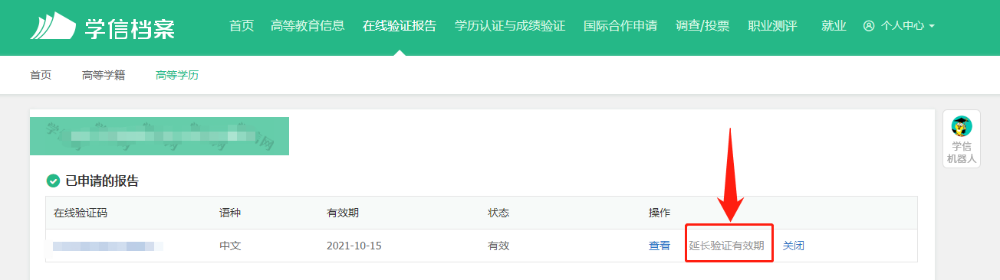 学信档案
首页 高等教育信息 在线验证报告 学历认证与成绩验证 国际合作申请 调查/投票 职业测评 就业 个人中心
首页 高等学籍 高等学历
学信
机器人
已申请的报告
在线验证码 语种 有效期 状态 操作
中文 2021-10-15 有效 查看 延长验证有效期 关闭